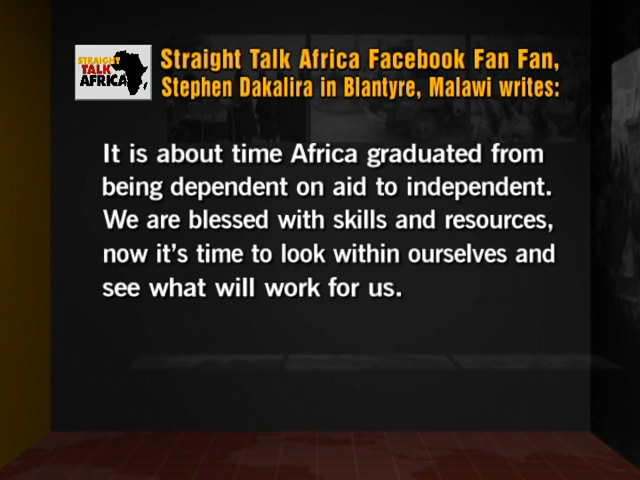 STRAIGHT
TALK
AFRICA
Straight Talk Africa Facebook Fan Fan,
Stephen Dakalira in Blantyre, Malawi writes:
It is about time Africa graduated from
being dependent on aid to independent.
We are blessed with skills and resources,
now it's time to look within ourselves and
see what will work for us.